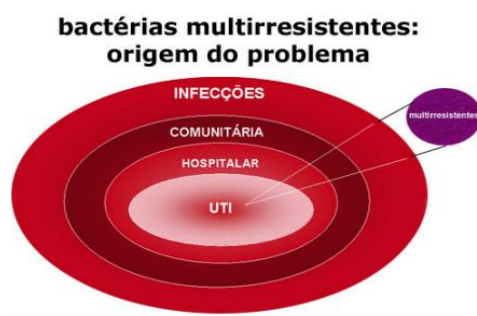 bactérias multirresistentes:
origem do problema
INFECÇÕES
multirresistentes
COMUNITÁRIA
HOSPITALAR
UTI